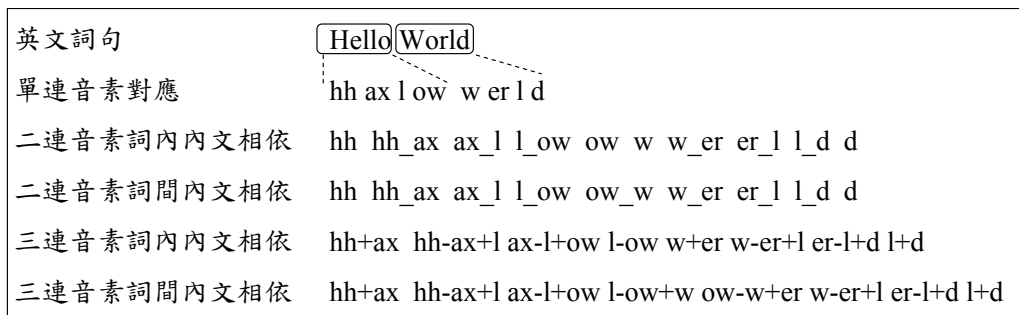 英文詞句 Hello World
單連音素對應 hh ax l ow w er l d
二連音素詞內內文相依 hh hh_ax ax_l l_ow ow w w_er er_l l_d d
二連音素詞間內文相依 hh hh_ax ax_l l_ow ow_w w_er er_l l_d d
三連音素詞內內文相依 hh+ax hh-ax+l ax-l+ow l-ow w+er w-er+l er-l+d l+d
三連音素詞間內文相依 hh+ax hh-ax+l ax-l+ow l-ow+w ow-w+er w-er+l er-l+d l+d